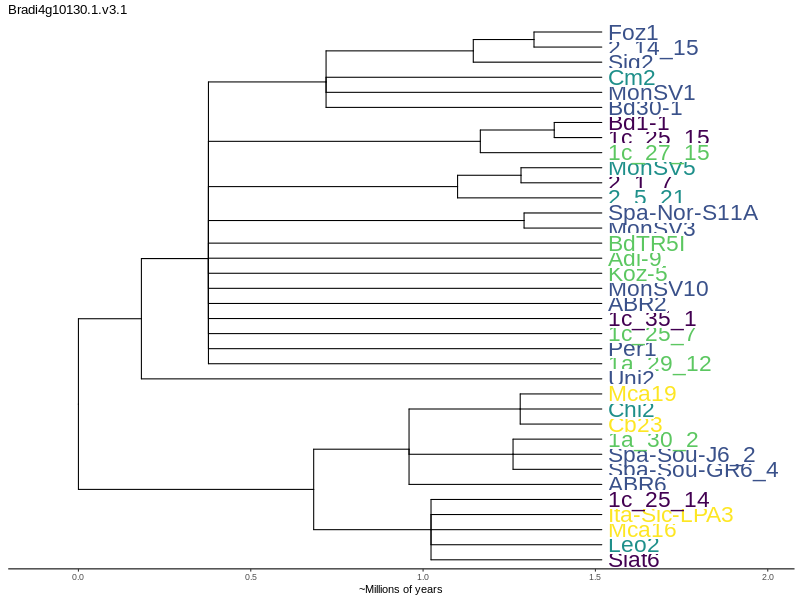 Bradi4g10130.1.v3.1
Foz1
2_14_15
Sig2
Cm2
MonSV1
Bd30-1
Bd1-1
1c_25_15
1c_27_15
MonSV5
2_1_7
2_5_21
Spa-Nor-S11A
MonSV3
BdTR5I
Adi-9
Koz-5
MonSV10
ABR2
1c_35_1
1c_25_7
Per1
1a_29_12
Uni2
Mca19
Chi2
Cb23
1a_30_2
Spa-Sou-J6_2
Spa-Sou-GR6_4
ABR6
1c_25_14
Ita-Sic-LPA3
Mca16
Leo2
Slat6
0.0 0.5 1.0 1.5 2.0
~Millions of years